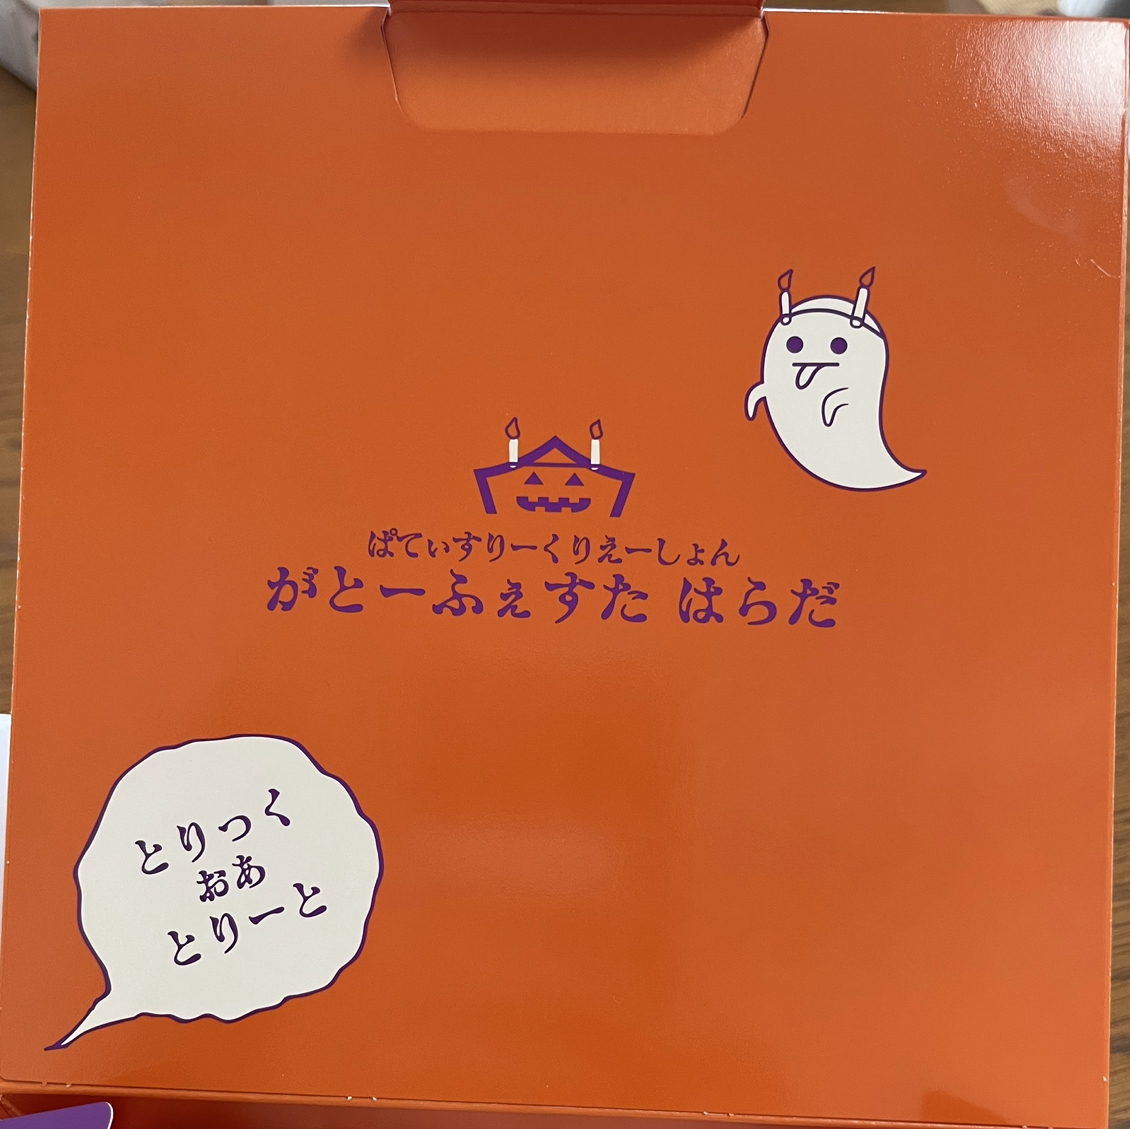 ぱてぃすりーくりえーしょん
がとーふぇすた はらだ
とりっく
おあ
とりーと